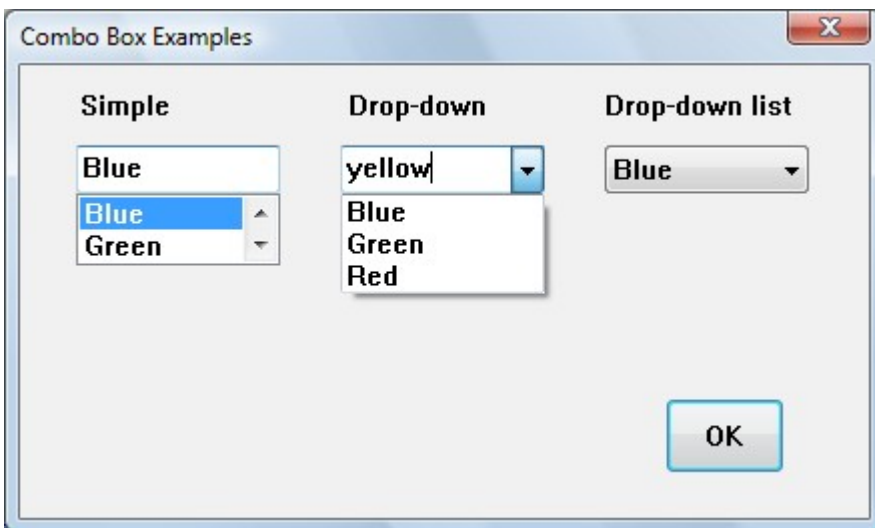 Combo Box Examples
Simple
Drop-down
Drop-down list
Blue
yellow
Blue
Blue
Green
Blue
Green
Red
OK